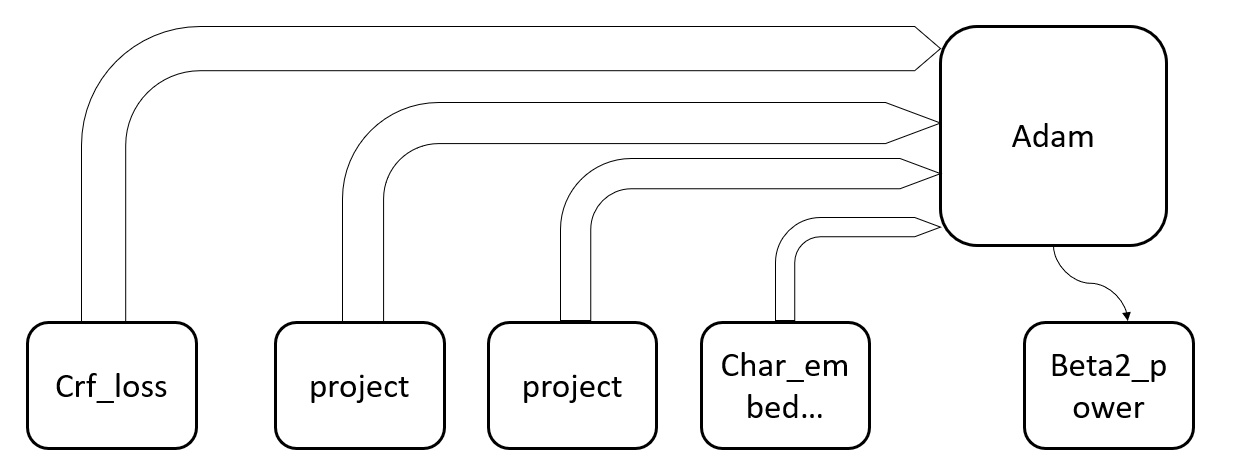 Adam
Crf_loss
project
project
Char_em
bed...
Beta2_p
ower